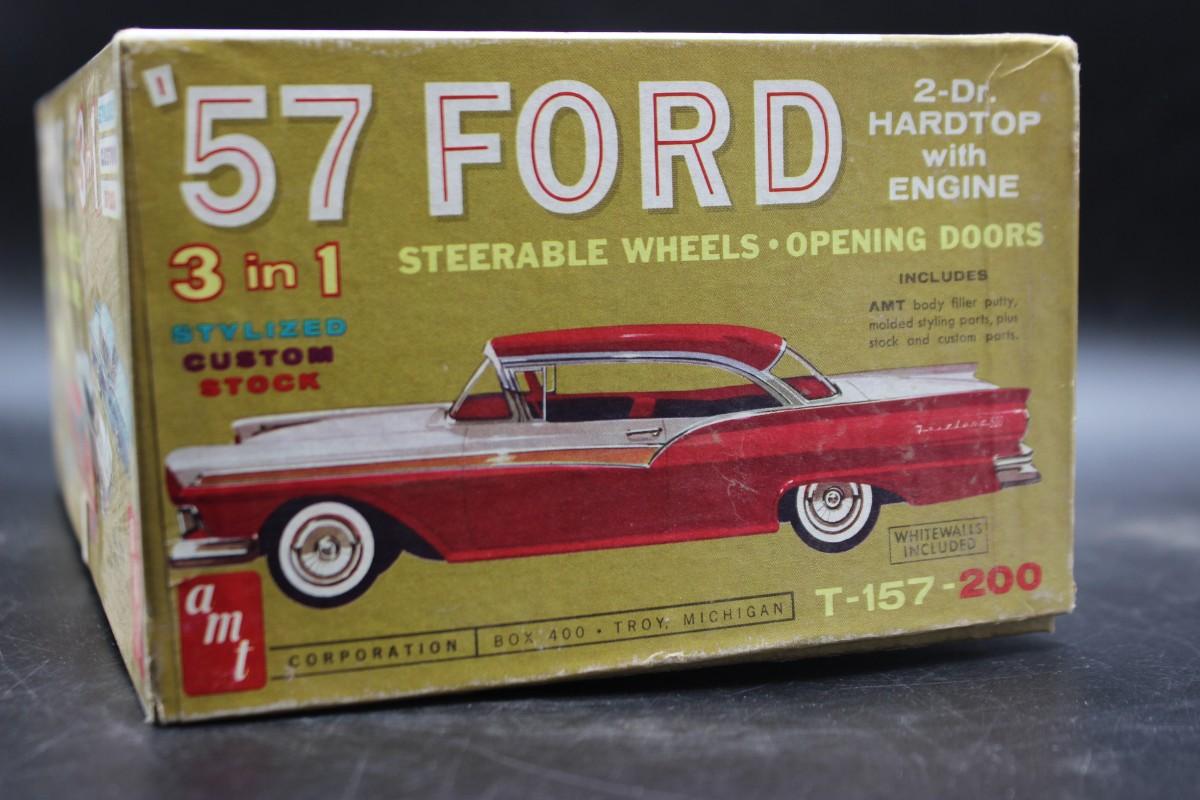 '57 FORD
2-Dr.
HARDTOP
with
ENGINE
3 in 1
STEERABLE WHEELS • OPENING DOORS
STYLIZED
CUSTOM
STOCK
INCLUDES
AMT body filler putty,
molded styling parts, plus
stock and custom parts.
Fairlane 500
WHITEWALLS
INCLUDED
T-157-200
amt
CORPORATION BOX 400 • TROY, MICHIGAN